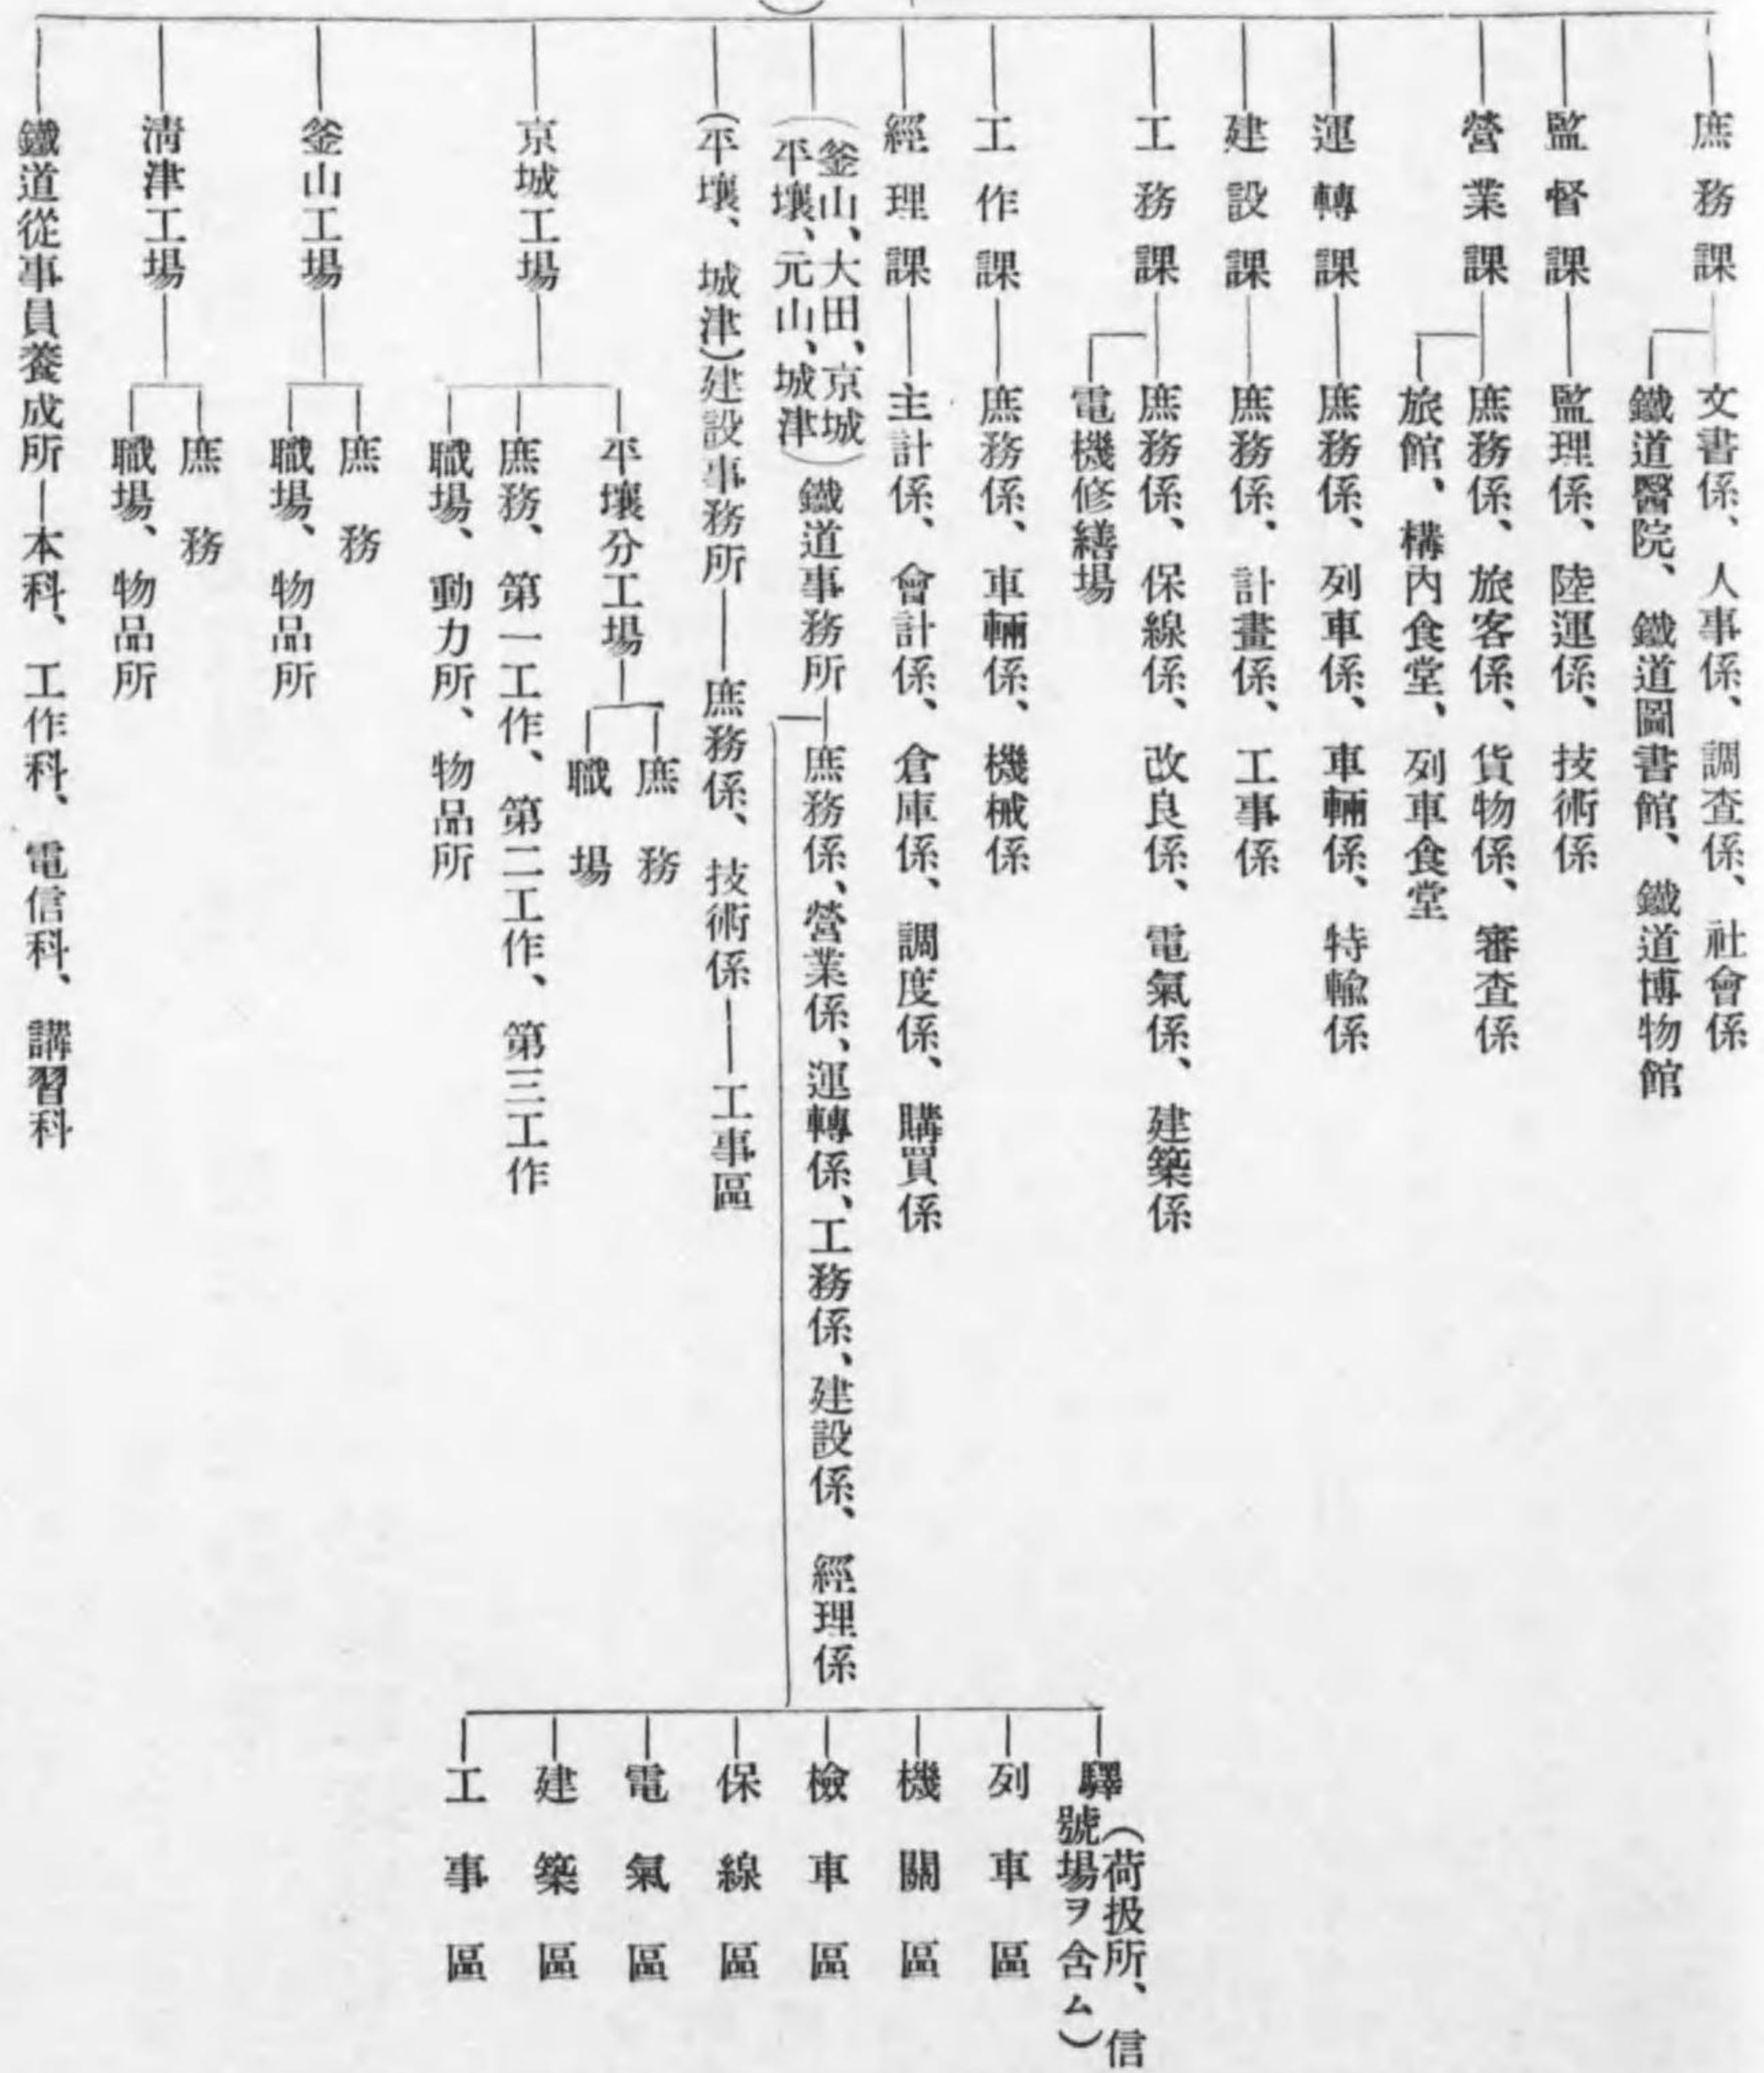 庶務課
文書係、人事係、調査係、社會係
鐵道醫院、鐵道圖書館、鐵道博物館
監督課
監理係、陸運係、技術係
營業課
庶務係、旅客係、貨物係、審査係
旅館、構內食堂、列車食堂
運轉課
庶務係、列車係、車輛係、特輸係
建設課
庶務係、計畫係、工事係
工務課
庶務係、保線係、改良係、電氣係、建築係
電機修繕場
工作課
庶務係、車輛係、機械係
經理課
主計係、會計係、倉庫係、調度係、購買係
(釜山、大田、京城
平壤、元山、城津)鐵道事務所
庶務係、營業係、運轉係、工務係、建設係、經理係
驛(荷扱所、信
號場ヲ含ム)
列車區
機關區
檢車區
保線區
電氣區
建築區
工事區
(平壤、城津)建設事務所
庶務係、技術係
工事區
京城工場
平壤分工場
庶務
職場
庶務、第一工作、第二工作、第三工作
職場、動力所、物品所
釜山工場
庶務
職場、物品所
淸津工場
庶務
職場、物品所
鐵道從事員養成所
本科、工作科、電信科、講習科